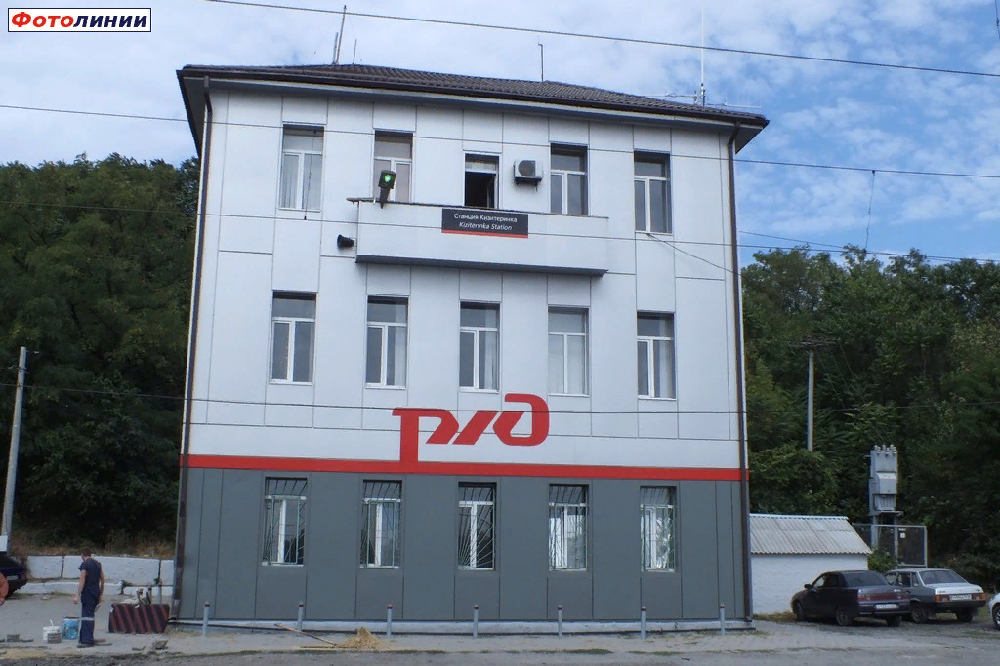 Фотолинии
Станция Кизитеринка
Kiziterinka Station
ржд